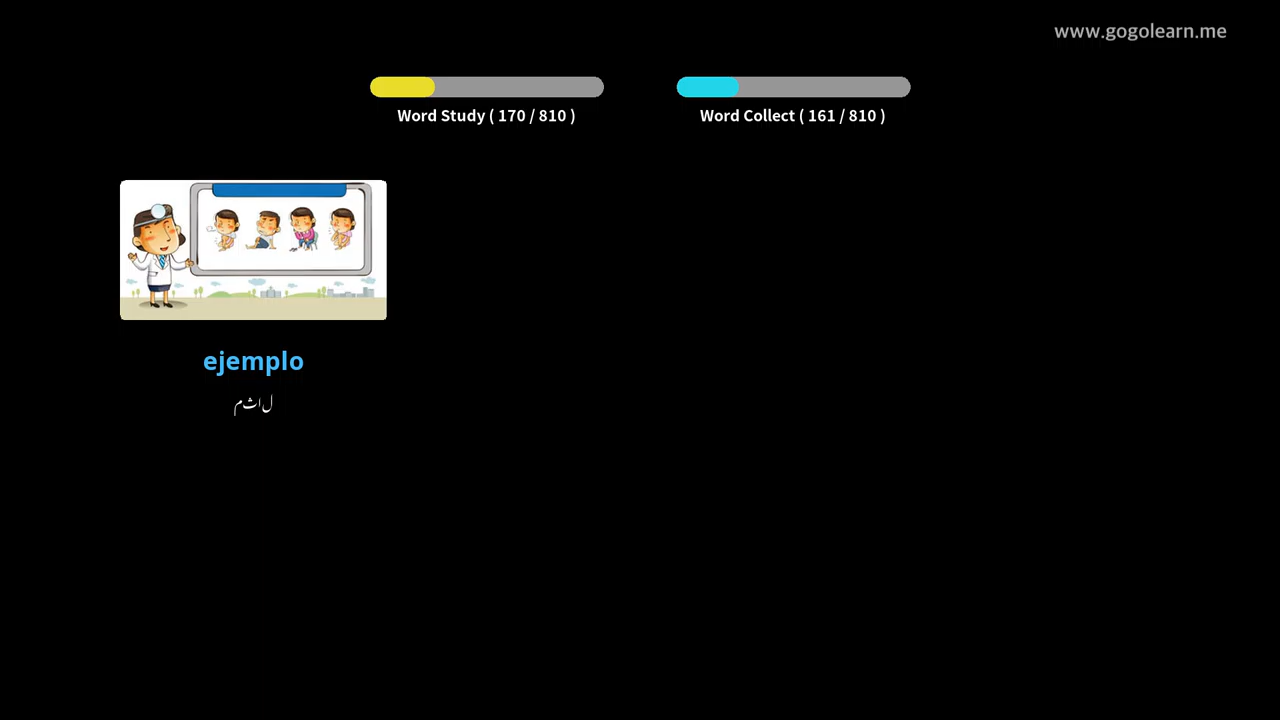 www.gogolearn.me
Word Study ( 170 / 810 )
Word Collect ( 161 / 810 )
ejemplo
مثال